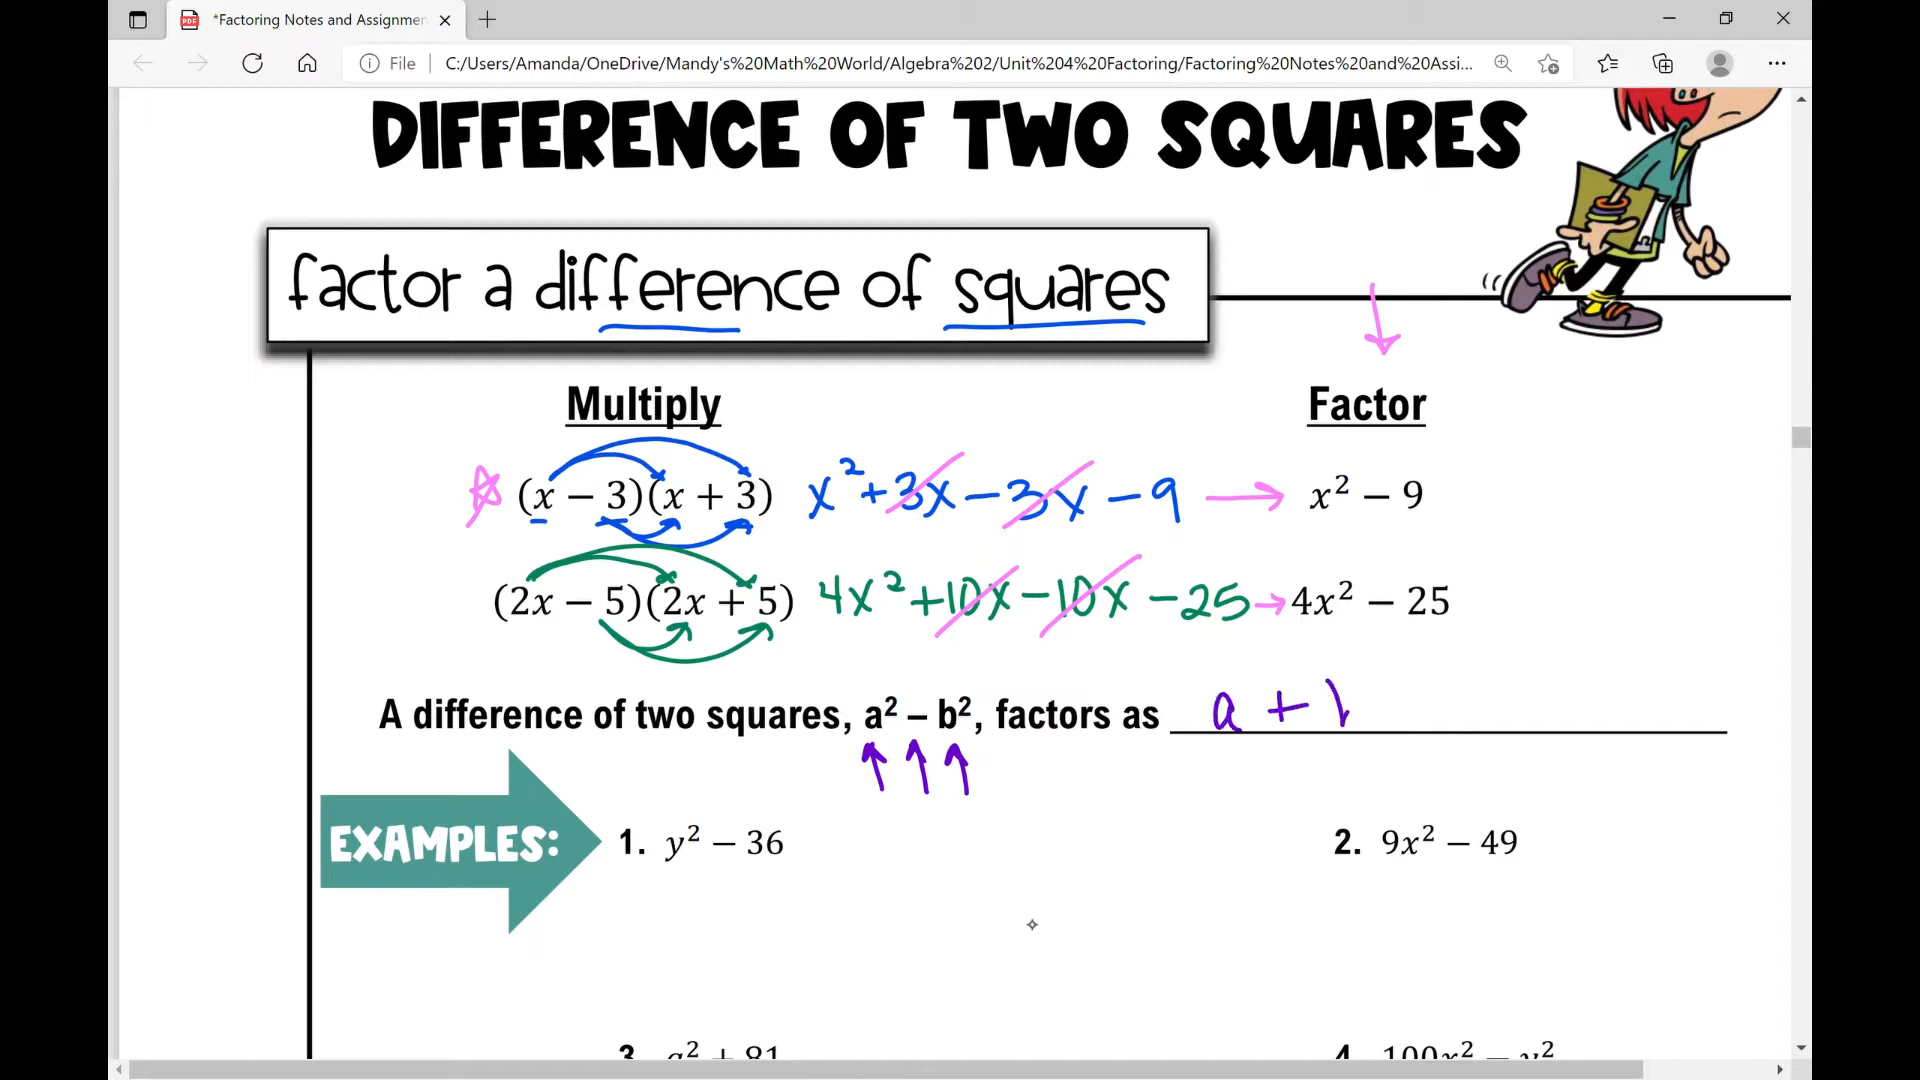 *Factoring Notes and Assignmen
File
C:/Users/Amanda/OneDrive/Mandy's%20Math%20World/Algebra%202/Unit%204%20Factoring/Factoring%20Notes%20and%20Assi...
DIFFERENCE OF TWO SQUARES
factor a difference of squares
Multiply Factor
(x − 3)(x + 3) x² + 3x − 3x − 9 → x² − 9
(2x − 5)(2x + 5) 4x² + 10x − 10x − 25 → 4x² − 25
A difference of two squares, a² – b², factors as a +
EXAMPLES: 1. y² − 36 2. 9x² − 49